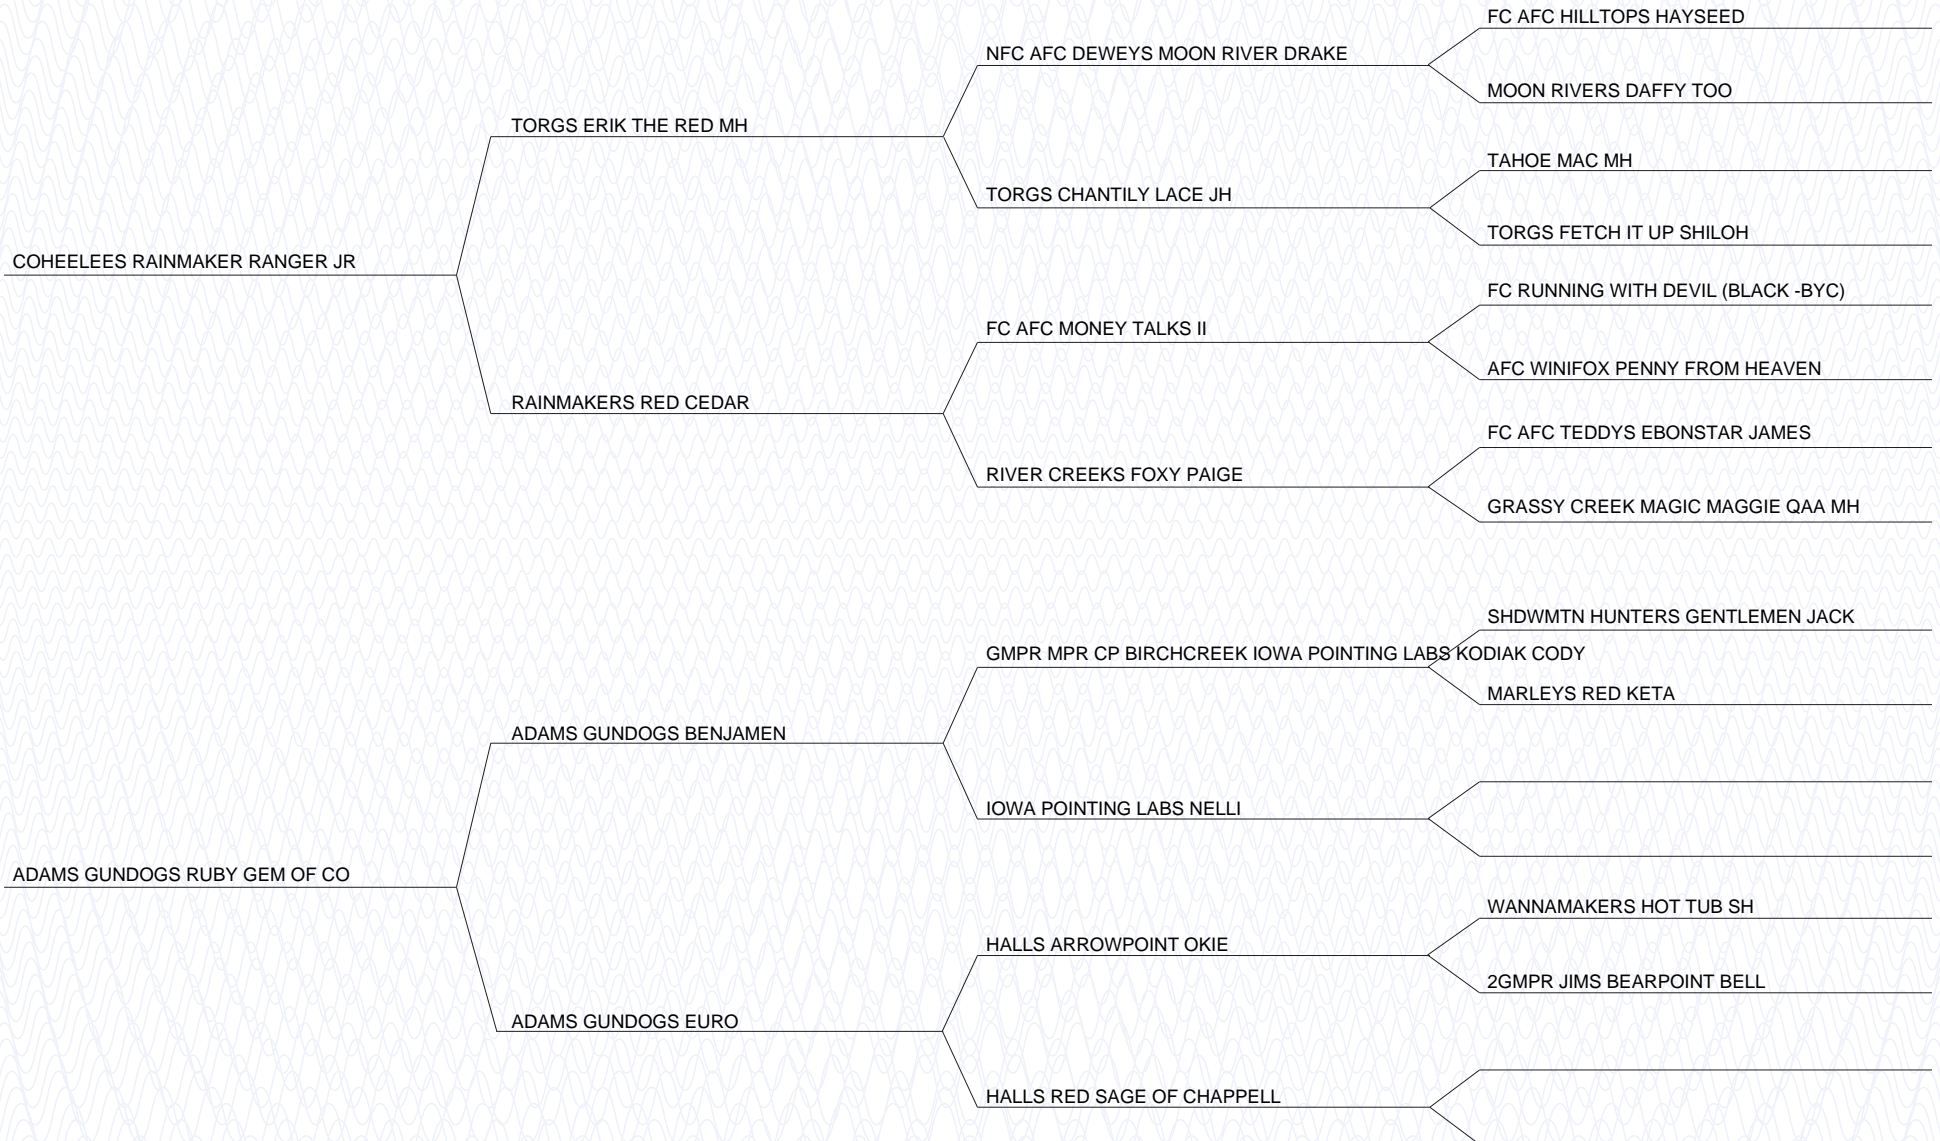 FC AFC HILLTOPS HAYSEED
NFC AFC DEWEYS MOON RIVER DRAKE
MOON RIVERS DAFFY TOO
TORGS ERIK THE RED MH
TAHOE MAC MH
TORGS CHANTILY LACE JH
TORGS FETCH IT UP SHILOH
COHEELEES RAINMAKER RANGER JR
FC RUNNING WITH DEVIL (BLACK -BYC)
FC AFC MONEY TALKS II
AFC WINIFOX PENNY FROM HEAVEN
RAINMAKERS RED CEDAR
FC AFC TEDDYS EBONSTAR JAMES
RIVER CREEKS FOXY PAIGE
GRASSY CREEK MAGIC MAGGIE QAA MH
SHDWMTN HUNTERS GENTLEMEN JACK
GMPR MPR CP BIRCHCREEK IOWA POINTING LABS KODIAK CODY
MARLEYS RED KETA
ADAMS GUNDOGS BENJAMEN
IOWA POINTING LABS NELLI
ADAMS GUNDOGS RUBY GEM OF CO
WANNAMAKERS HOT TUB SH
HALLS ARROWPOINT OKIE
2GMPR JIMS BEARPOINT BELL
ADAMS GUNDOGS EURO
HALLS RED SAGE OF CHAPPELL